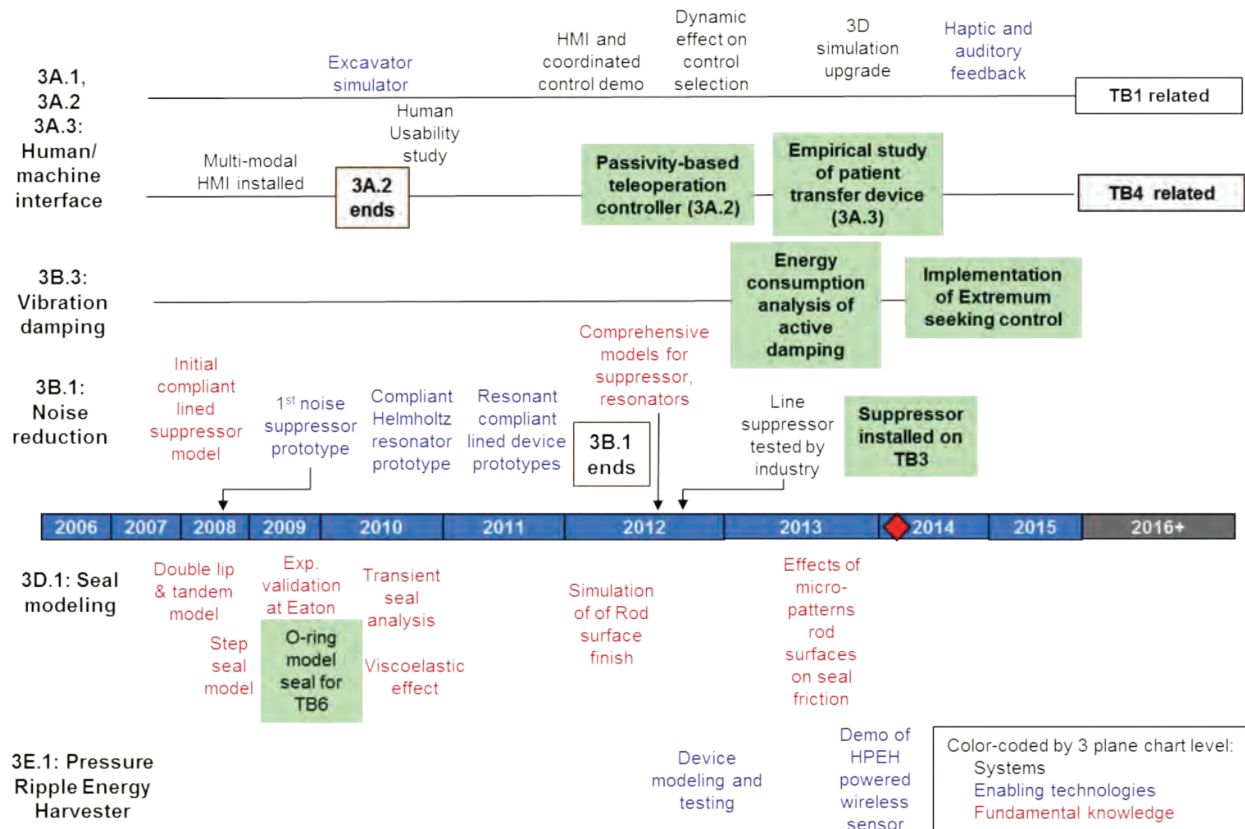 3A.1,
3A.2
3A.3:
Human/
machine
interface
Excavator
simulator
HMI and
coordinated
control demo
Dynamic
effect on
control
selection
3D
simulation
upgrade
Haptic and
auditory
feedback
TB1 related
Multi-modal
HMI installed
3A.2
ends
Human
Usability
study
Passivity-based
teleoperation
controller (3A.2)
Empirical study
of patient
transfer device
(3A.3)
TB4 related
3B.3:
Vibration
damping
Energy
consumption
analysis of
active
damping
Implementation
of Extremum
seeking control
3B.1:
Noise
reduction
Initial
compliant
lined
suppressor
model
1st noise
suppressor
prototype
Compliant
Helmholtz
resonator
prototype
Resonant
compliant
lined device
prototypes
3B.1
ends
Comprehensive
models for
suppressor,
resonators
Line
suppressor
tested by
industry
Suppressor
installed on
TB3
2006 2007 2008 2009 2010 2011 2012 2013 2014 2015 2016+
3D.1: Seal
modeling
Double lip
& tandem
model
Step
seal
model
Exp.
validation
at Eaton
O-ring
model
seal for
TB6
Transient
seal
analysis
Viscoelastic
effect
Simulation
of of Rod
surface
finish
Effects of
micro-
patterns
rod
surfaces
on seal
friction
3E.1: Pressure
Ripple Energy
Harvester
Device
modeling and
testing
Demo of
HPEH
powered
wireless
sensor
Color-coded by 3 plane chart level:
Systems
Enabling technologies
Fundamental knowledge